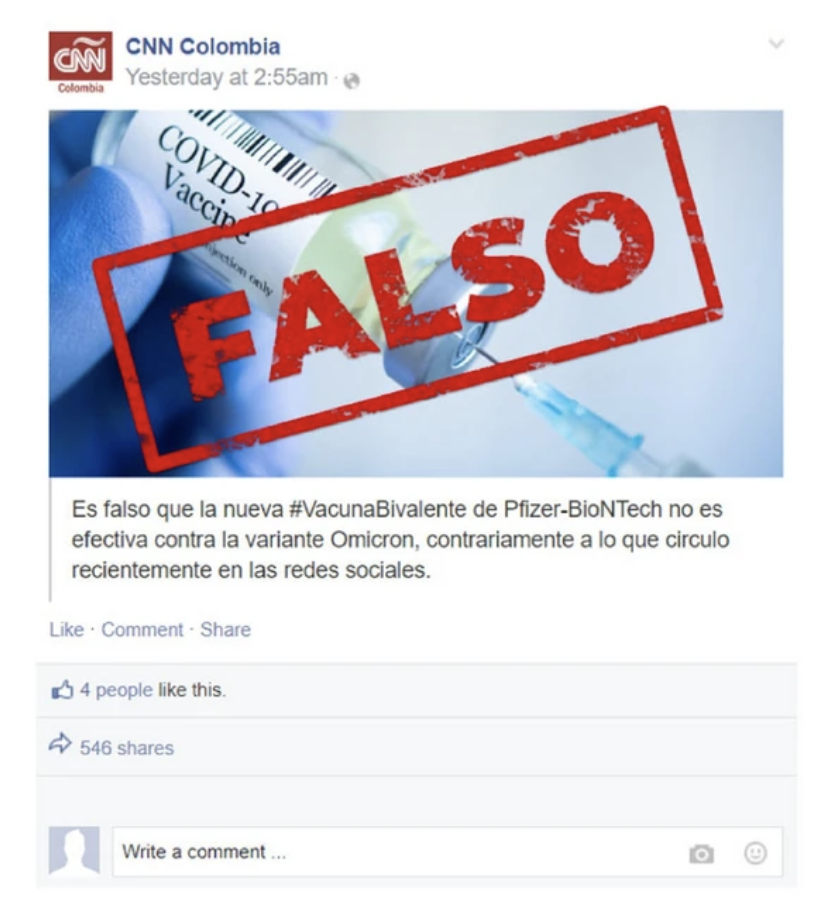 CNN
Colombia
CNN Colombia
Yesterday at 2:55am ·
COVID-19
Vaccine
injection only
FALSO
Es falso que la nueva #VacunaBivalente de Pfizer-BioNTech no es
efectiva contra la variante Omicron, contrariamente a lo que circulo
recientemente en las redes sociales.
Like · Comment · Share
4 people like this.
546 shares
Write a comment ...